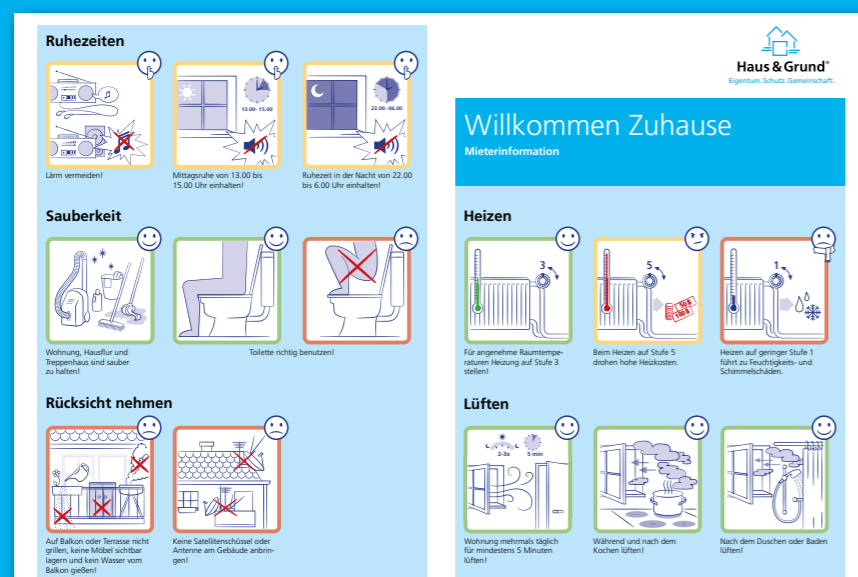 Ruhezeiten
13.00- 15.00
22.00-06.00
Lärm vermeiden!
Mittagsruhe von 13.00 bis
15.00 Uhr einhalten!
Ruhezeit in der Nacht von 22.00
bis 6.00 Uhr einhalten!
Sauberkeit
Wohnung, Hausflur und
Treppenhaus sind sauber
zu halten!
Toilette richtig benutzen!
Rücksicht nehmen
Auf Balkon oder Terrasse nicht
grillen, keine Möbel sichtbar
lagern und kein Wasser vom
Balkon gießen!
Keine Satellitenschüssel oder
Antenne am Gebäude anbrin-
gen!
Haus & Grund®
Eigentum. Schutz. Gemeinschaft.
Willkommen Zuhause
Mieterinformation
Heizen
3
5
50 $
100 $
1
Für angenehme Raumtempe-
raturen Heizung auf Stufe 3
stellen!
Beim Heizen auf Stufe 5
drohen hohe Heizkosten.
Heizen auf geringer Stufe 1
führt zu Feuchtigkeits- und
Schimmelschäden.
Lüften
2-3x
5 min
Wohnung mehrmals täglich
für mindestens 5 Minuten
lüften!
Während und nach dem
Kochen lüften!
Nach dem Duschen oder Baden
lüften!